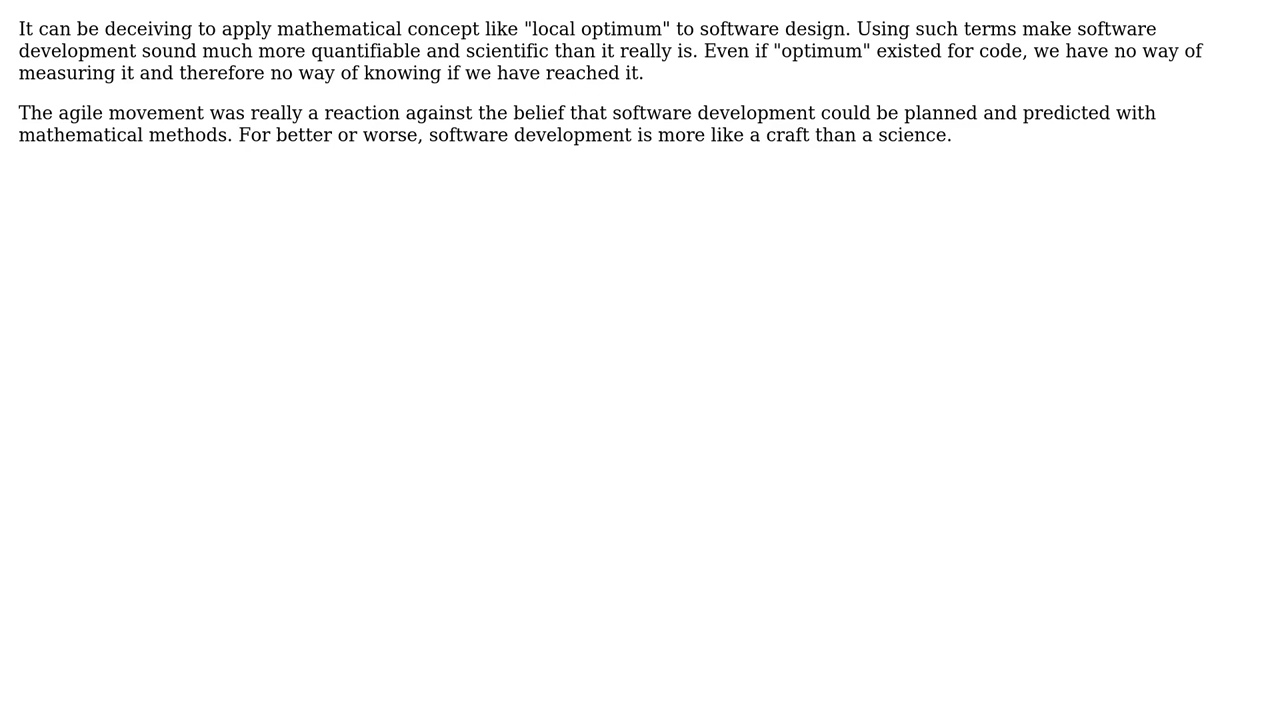 It can be deceiving to apply mathematical concept like "local optimum" to software design. Using such terms make software
development sound much more quantifiable and scientific than it really is. Even if "optimum" existed for code, we have no way of
measuring it and therefore no way of knowing if we have reached it.
The agile movement was really a reaction against the belief that software development could be planned and predicted with
mathematical methods. For better or worse, software development is more like a craft than a science.